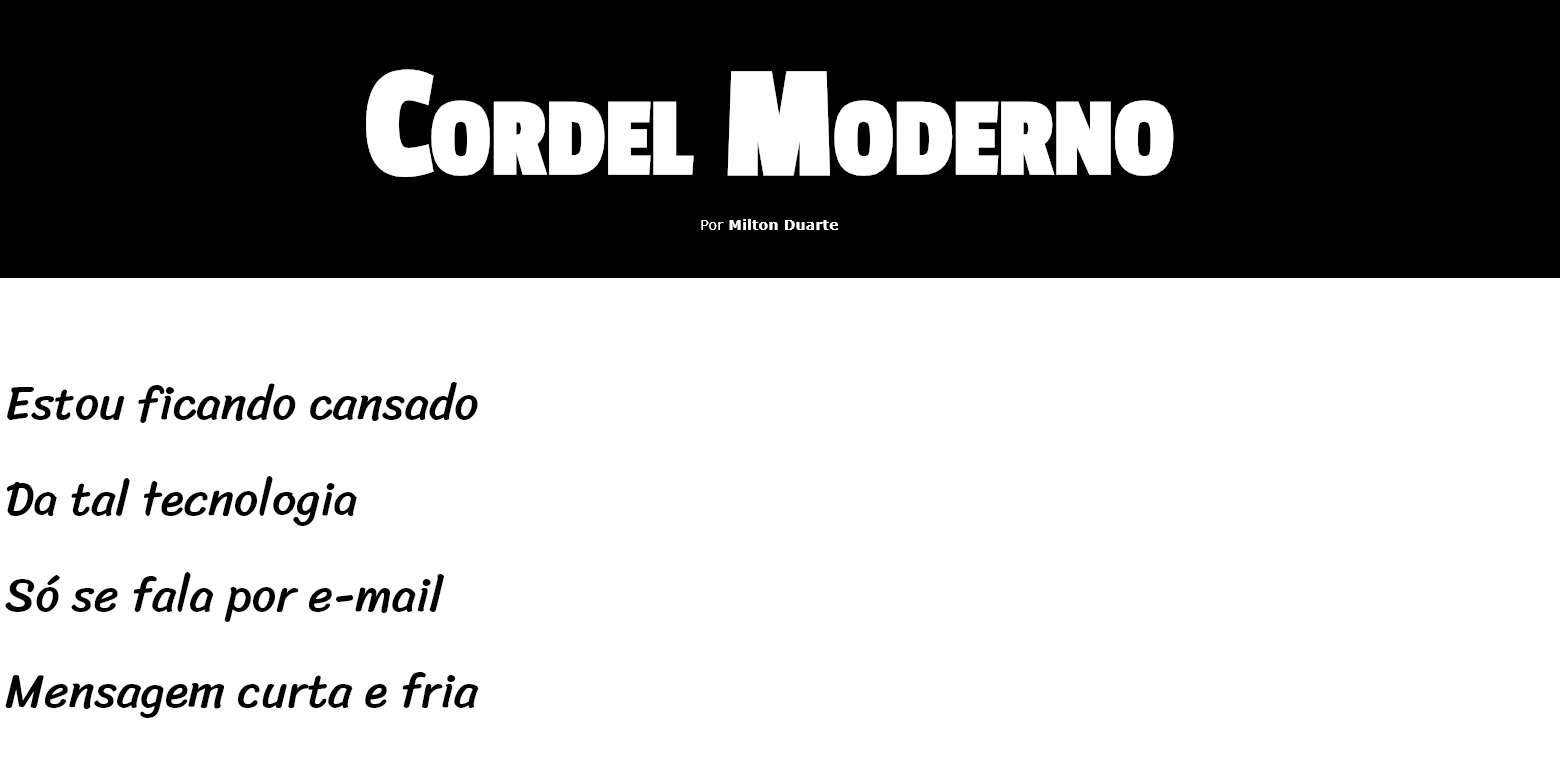 Cordel Moderno
Por Milton Duarte
Estou ficando cansado
Da tal tecnologia
Só se fala por e-mail
Mensagem curta e fria